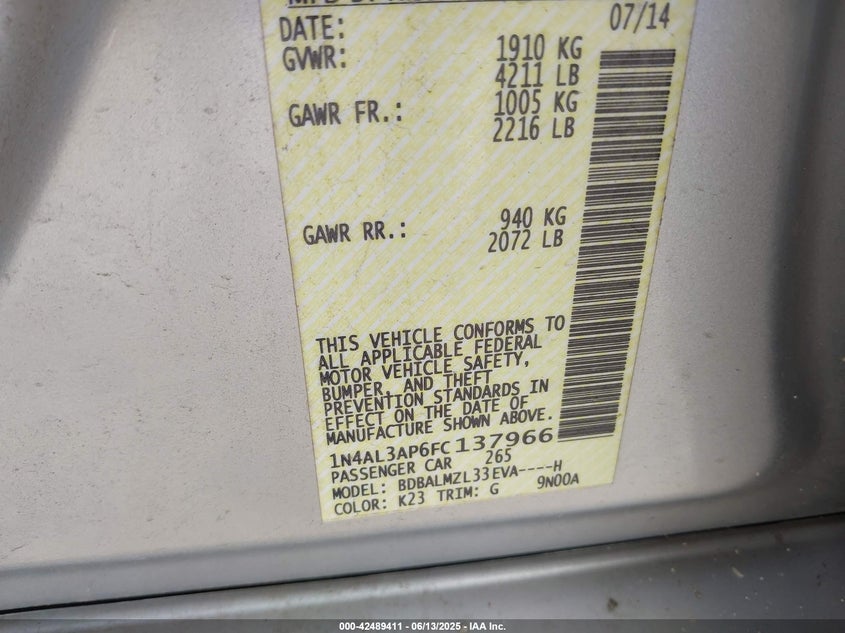 DATE: 07/14
GVWR: 1910 KG
4211 LB
GAWR FR.: 1005 KG
2216 LB
GAWR RR.: 940 KG
2072 LB
THIS VEHICLE CONFORMS TO
ALL APPLICABLE FEDERAL
MOTOR VEHICLE SAFETY,
BUMPER, AND THEFT
PREVENTION STANDARDS IN
EFFECT ON THE DATE OF
MANUFACTURE SHOWN ABOVE.
1N4AL3AP6FC137966
PASSENGER CAR 265
MODEL: BDBALMZL33EVA----H
COLOR: K23 TRIM: G 9N00A
000-42489411 - 06/13/2025 - IAA Inc.